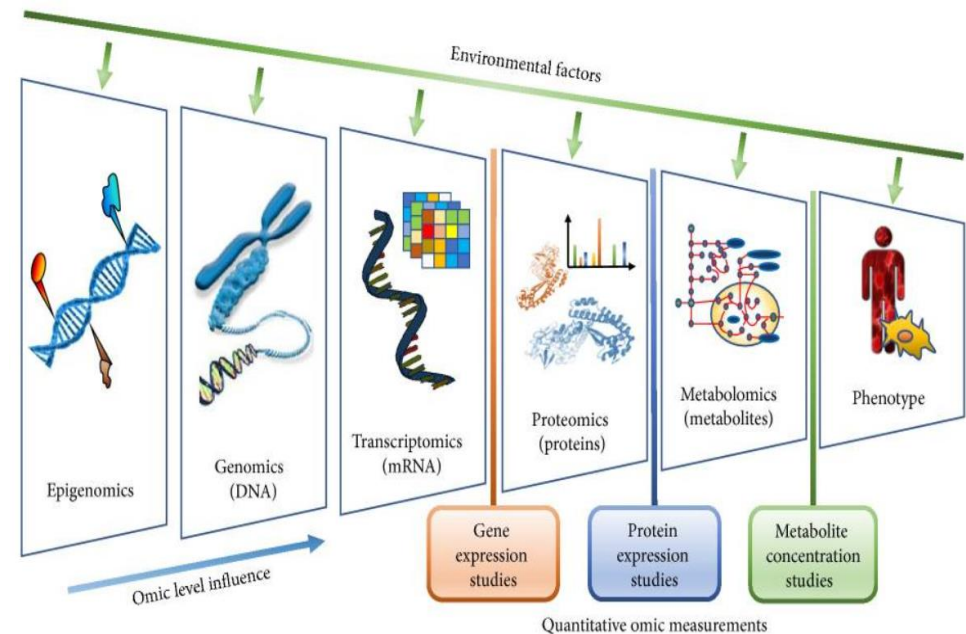 Environmental factors
Epigenomics
Genomics
(DNA)
Transcriptomics
(mRNA)
Proteomics
(proteins)
Metabolomics
(metabolites)
Phenotype
Omic level influence
Gene
expression
studies
Protein
expression
studies
Metabolite
concentration
studies
Quantitative omic measurements